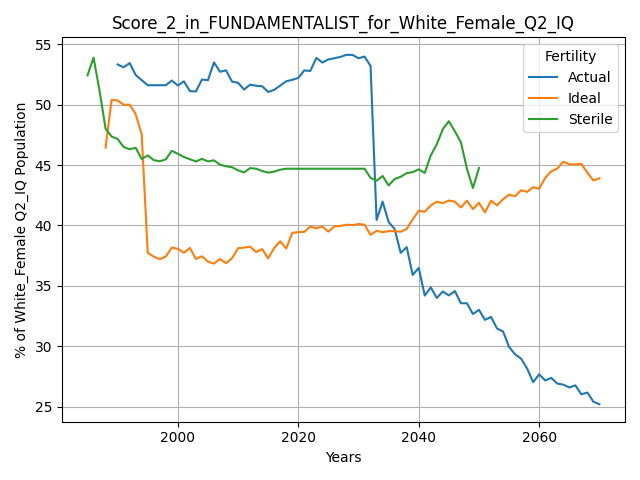 Score_2_in_FUNDAMENTALIST_for_White_Female_Q2_IQ
% of White_Female Q2_IQ Population
55
50
45
40
35
30
25
Fertility
Actual
Ideal
Sterile
2000
2020
2040
2060
Years